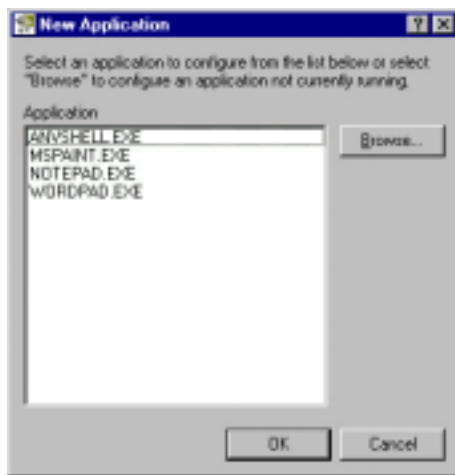 New Application
Select an application to configure from the list below or select
"Browse" to configure an application not currently running.
Application
ANYSHELL.EXE
Browse...
MSPAINT.EXE
NOTEPAD.EXE
WORDPAD.EXE
OK
Cancel